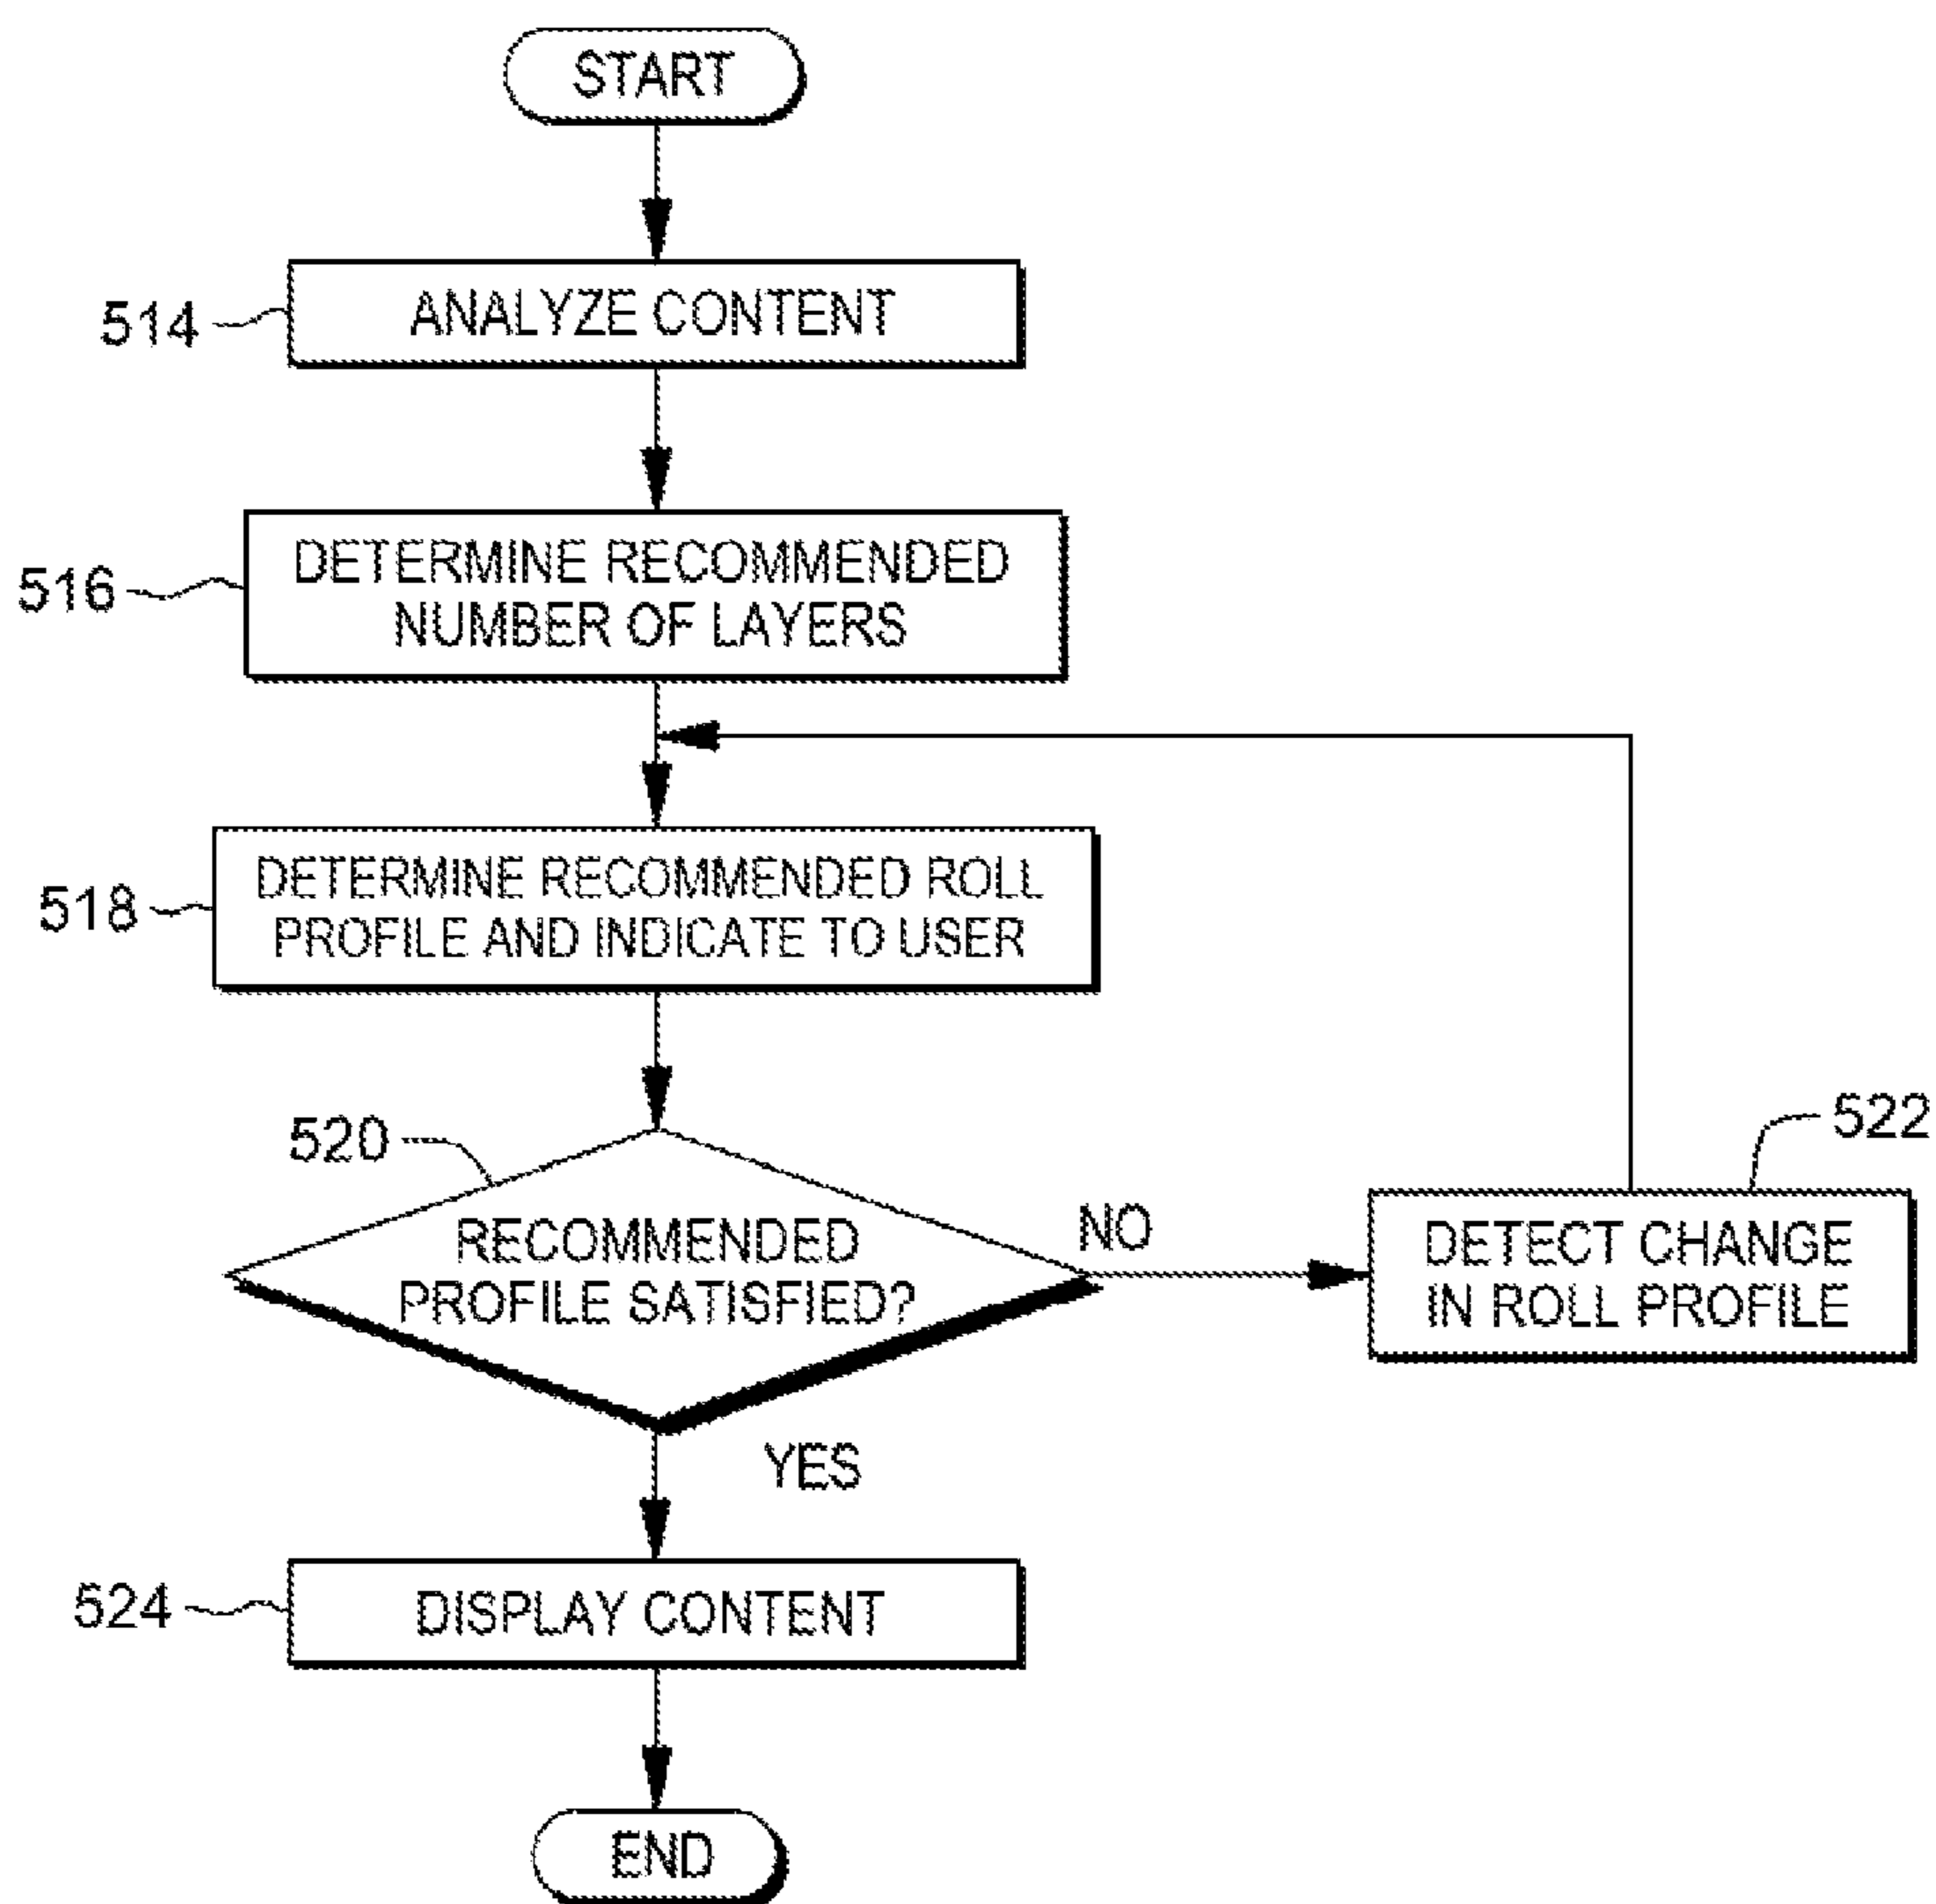 START
514
ANALYZE CONTENT
516
DETERMINE RECOMMENDED
NUMBER OF LAYERS
518
DETERMINE RECOMMENDED ROLL
PROFILE AND INDICATE TO USER
520
RECOMMENDED
PROFILE SATISFIED?
NO
522
DETECT CHANGE
IN ROLL PROFILE
YES
524
DISPLAY CONTENT
END